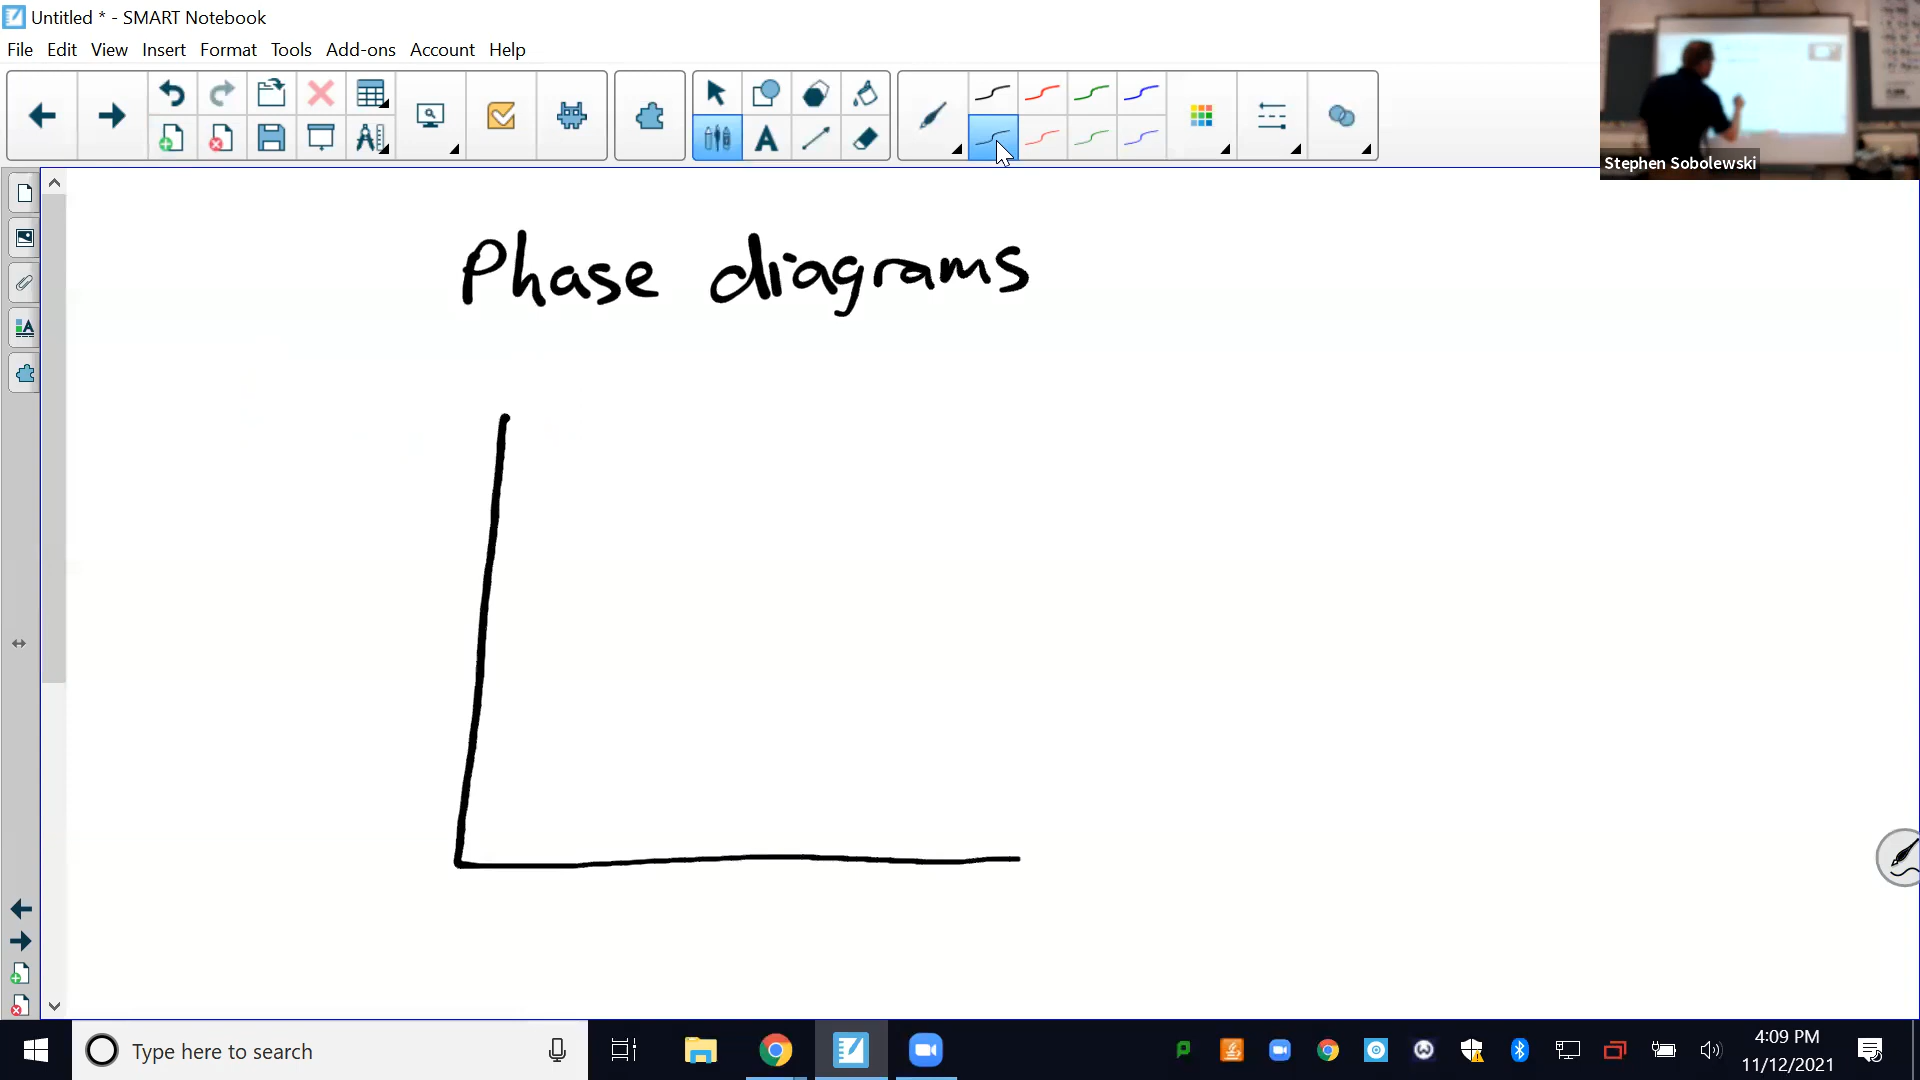 Untitled * - SMART Notebook
File Edit View Insert Format Tools Add-ons Account Help
Stephen Sobolewski
Phase diagrams
Type here to search
4:09 PM
11/12/2021